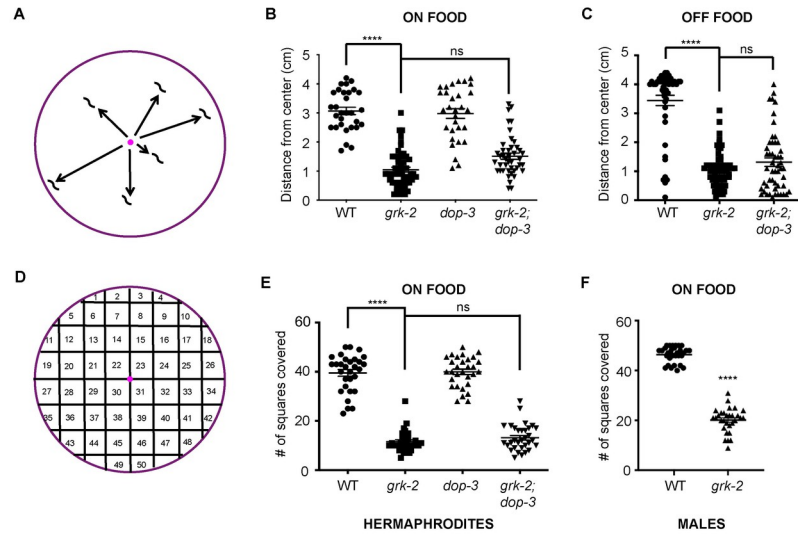 A
B
ON FOOD
C
OFF FOOD
**** ns
**** ns
Distance from center (cm)
5
4
3
2
1
0
WT grk-2 dop-3 grk-2;
dop-3
Distance from center (cm)
5
4
3
2
1
0
WT grk-2 grk-2;
dop-3
D
1 2 3 4
5 6 7 8 9 10
11 12 13 14 15 16 17 18
19 20 21 22 23 24 25 26
27 28 29 30 31 32 33 34
35 36 37 38 39 40 41 42
43 44 45 46 47 48
49 50
E
ON FOOD
**** ns
# of squares covered
60
40
20
0
WT grk-2 dop-3 grk-2;
dop-3
HERMAPHRODITES
F
ON FOOD
# of squares covered
60
40
20
0
****
WT grk-2
MALES